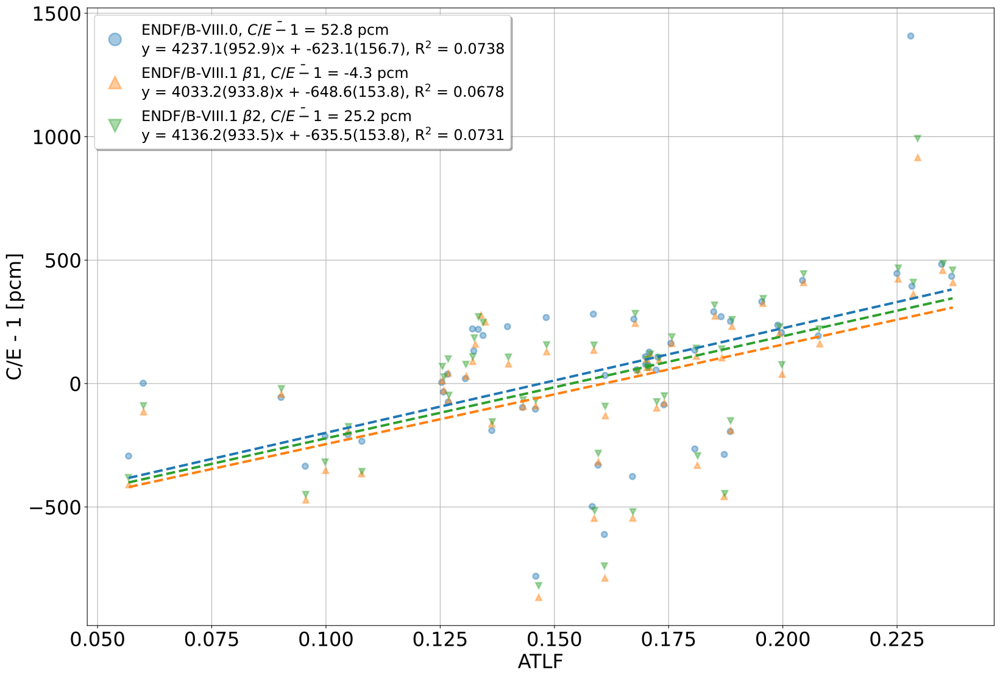 1500
1000
500
0
−500
C/E - 1 [pcm]
ENDF/B-VIII.0, C/E - 1̄ = 52.8 pcm
y = 4237.1(952.9)x + -623.1(156.7), R² = 0.0738
ENDF/B-VIII.1 β1, C/E - 1̄ = -4.3 pcm
y = 4033.2(933.8)x + -648.6(153.8), R² = 0.0678
ENDF/B-VIII.1 β2, C/E - 1̄ = 25.2 pcm
y = 4136.2(933.5)x + -635.5(153.8), R² = 0.0731
0.050 0.075 0.100 0.125 0.150 0.175 0.200 0.225
ATLF